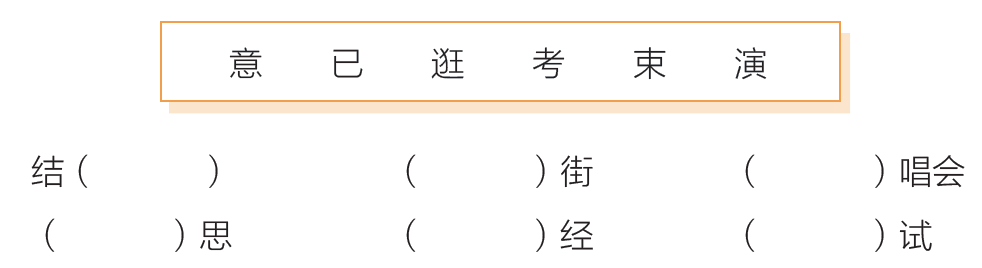 意 已 逛 考 束 演
结（ ） （ ）街 （ ）唱会
（ ）思 （ ）经 （ ）试